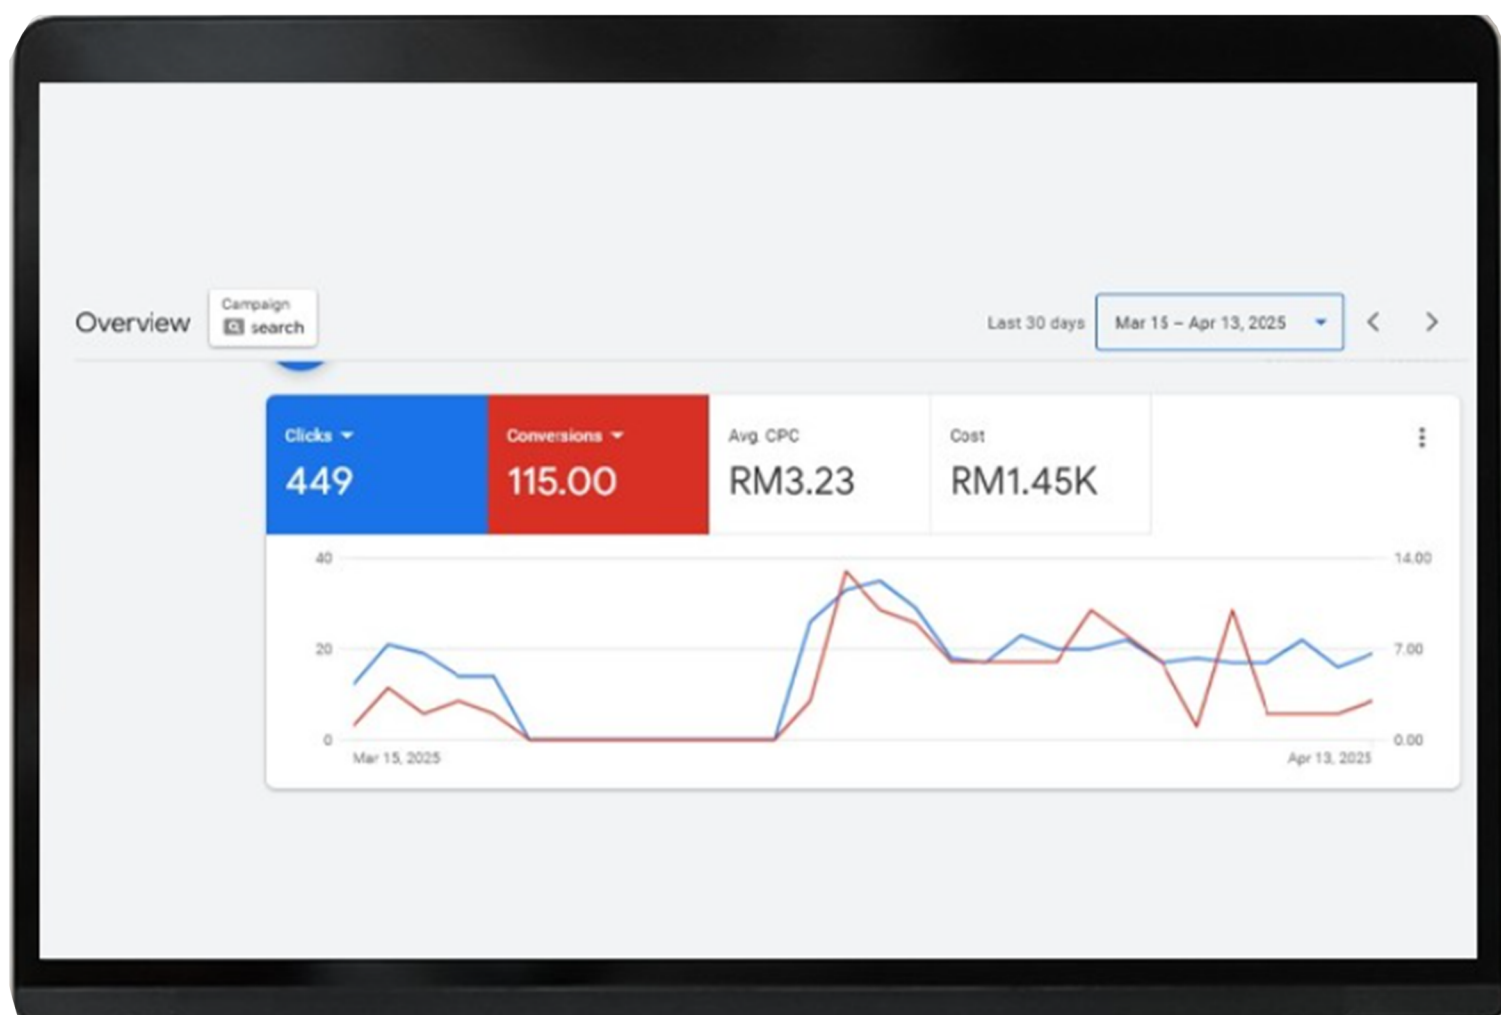 Overview
Campaign
search
Last 30 days
Mar 15 – Apr 13, 2025
Clicks
449
Conversions
115.00
Avg. CPC
RM3.23
Cost
RM1.45K
40
14.00
20
7.00
0
0.00
Mar 15, 2025
Apr 13, 2025